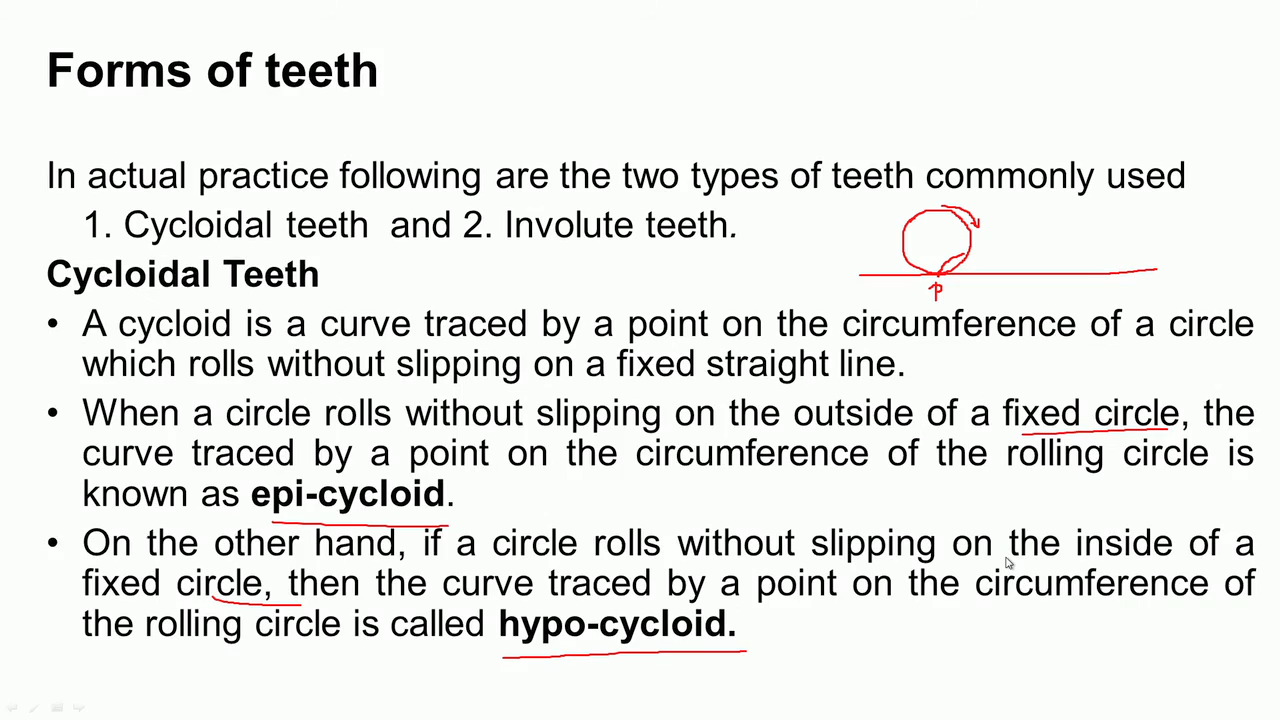 Forms of teeth
In actual practice following are the two types of teeth commonly used
1. Cycloidal teeth and 2. Involute teeth.
P
Cycloidal Teeth
• A cycloid is a curve traced by a point on the circumference of a circle
which rolls without slipping on a fixed straight line.
• When a circle rolls without slipping on the outside of a fixed circle, the
curve traced by a point on the circumference of the rolling circle is
known as epi-cycloid.
• On the other hand, if a circle rolls without slipping on the inside of a
fixed circle, then the curve traced by a point on the circumference of
the rolling circle is called hypo-cycloid.